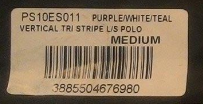 PS10ES011 PURPLE/WHITE/TEAL
VERTICAL TRI STRIPE L/S POLO
MEDIUM
3885504676980